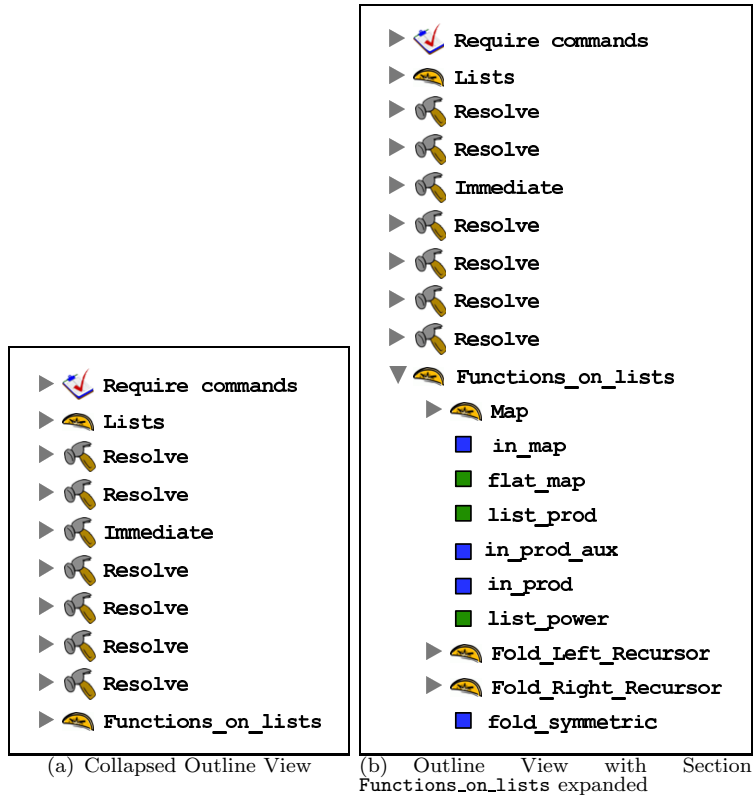 Require commands
Lists
Resolve
Resolve
Immediate
Resolve
Resolve
Resolve
Resolve
Functions_on_lists
(a) Collapsed Outline View
Require commands
Lists
Resolve
Resolve
Immediate
Resolve
Resolve
Resolve
Resolve
Functions_on_lists
Map
in_map
flat_map
list_prod
in_prod_aux
in_prod
list_power
Fold_Left_Recursor
Fold_Right_Recursor
fold_symmetric
(b) Outline View with Section
Functions_on_lists expanded